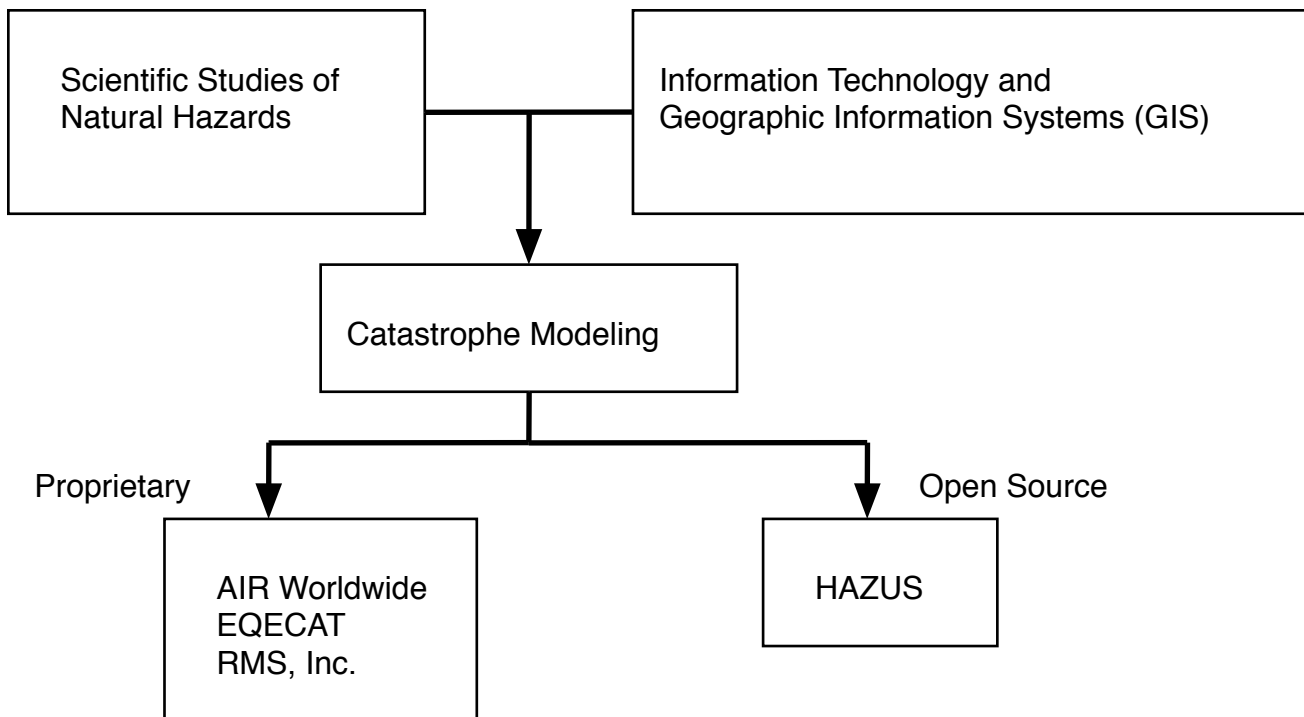 Scientific Studies of
Natural Hazards
Information Technology and
Geographic Information Systems (GIS)
Catastrophe Modeling
Proprietary
Open Source
AIR Worldwide
EQECAT
RMS, Inc.
HAZUS